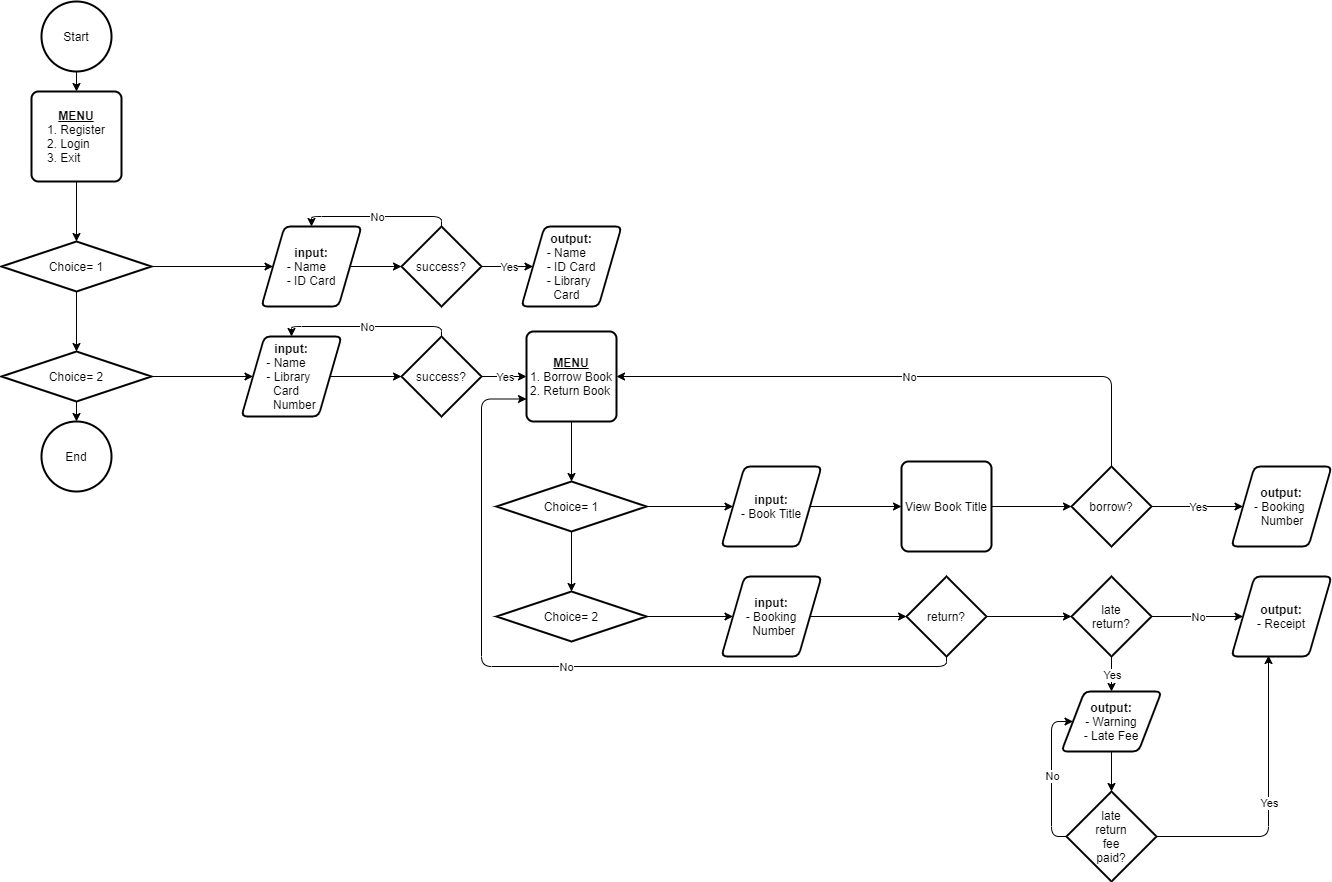 Start
MENU
1. Register
2. Login
3. Exit
Choice= 1
input:
- Name
- ID Card
No
success?
Yes
output:
- Name
- ID Card
- Library
Card
Choice= 2
input:
- Name
- Library
Card
Number
No
success?
Yes
MENU
1. Borrow Book
2. Return Book
No
End
Choice= 1
input:
- Book Title
View Book Title
borrow?
Yes
output:
- Booking
Number
Choice= 2
input:
- Booking
Number
return?
No
late
return?
No
output:
- Receipt
Yes
output:
- Warning
- Late Fee
No
late
return
fee
paid?
Yes